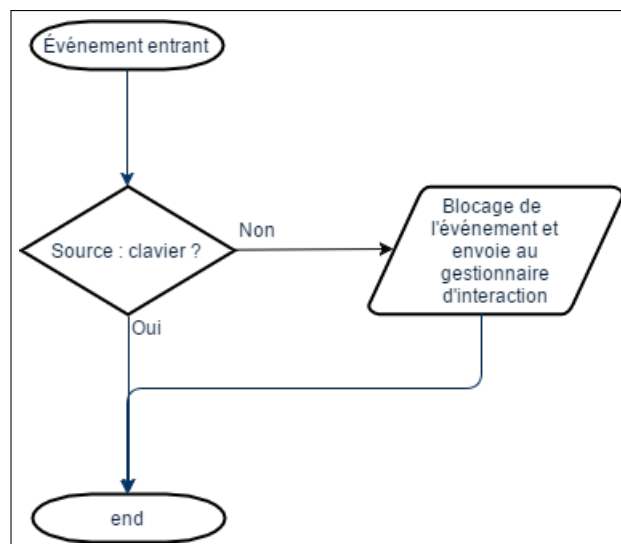 Événement entrant
Source : clavier ?
Non
Blocage de
l'événement et
envoie au
gestionnaire
d'interaction
Oui
end